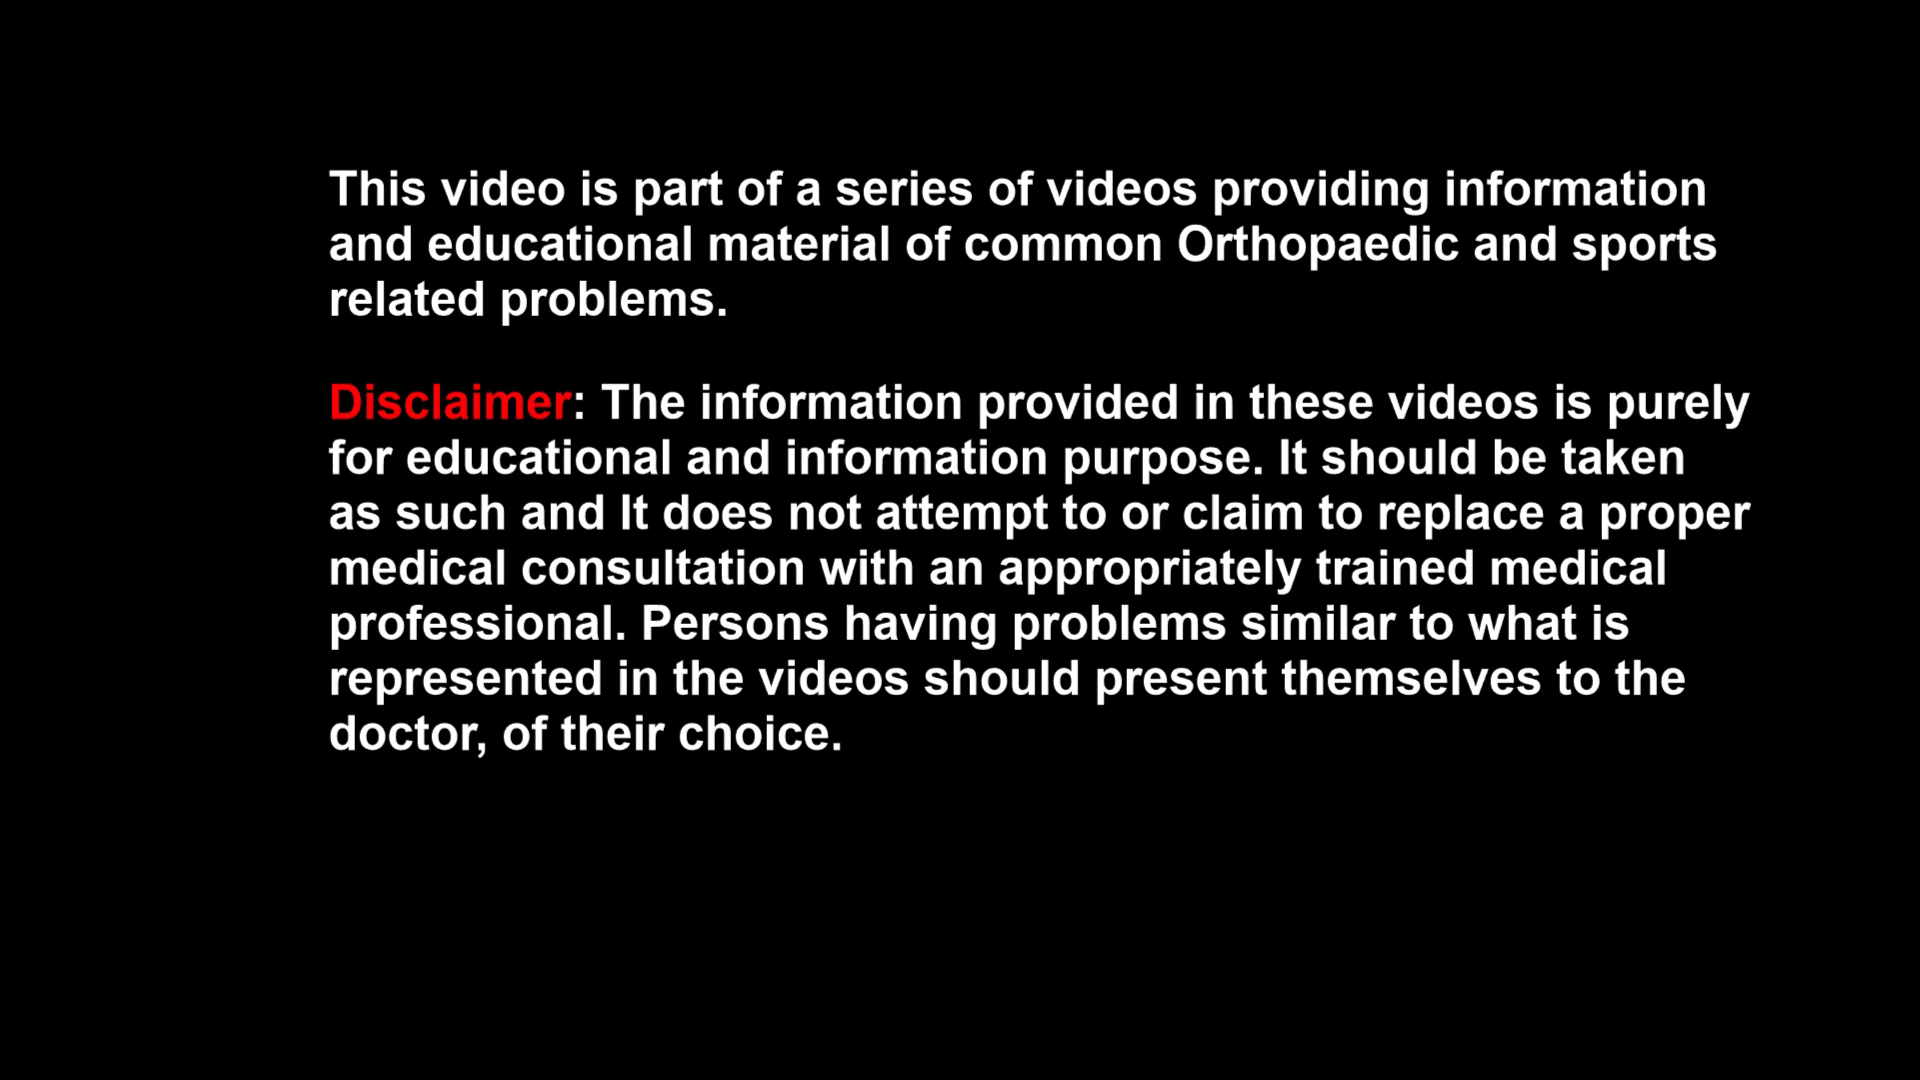 This video is part of a series of videos providing information
and educational material of common Orthopaedic and sports
related problems.
Disclaimer: The information provided in these videos is purely
for educational and information purpose. It should be taken
as such and It does not attempt to or claim to replace a proper
medical consultation with an appropriately trained medical
professional. Persons having problems similar to what is
represented in the videos should present themselves to the
doctor, of their choice.